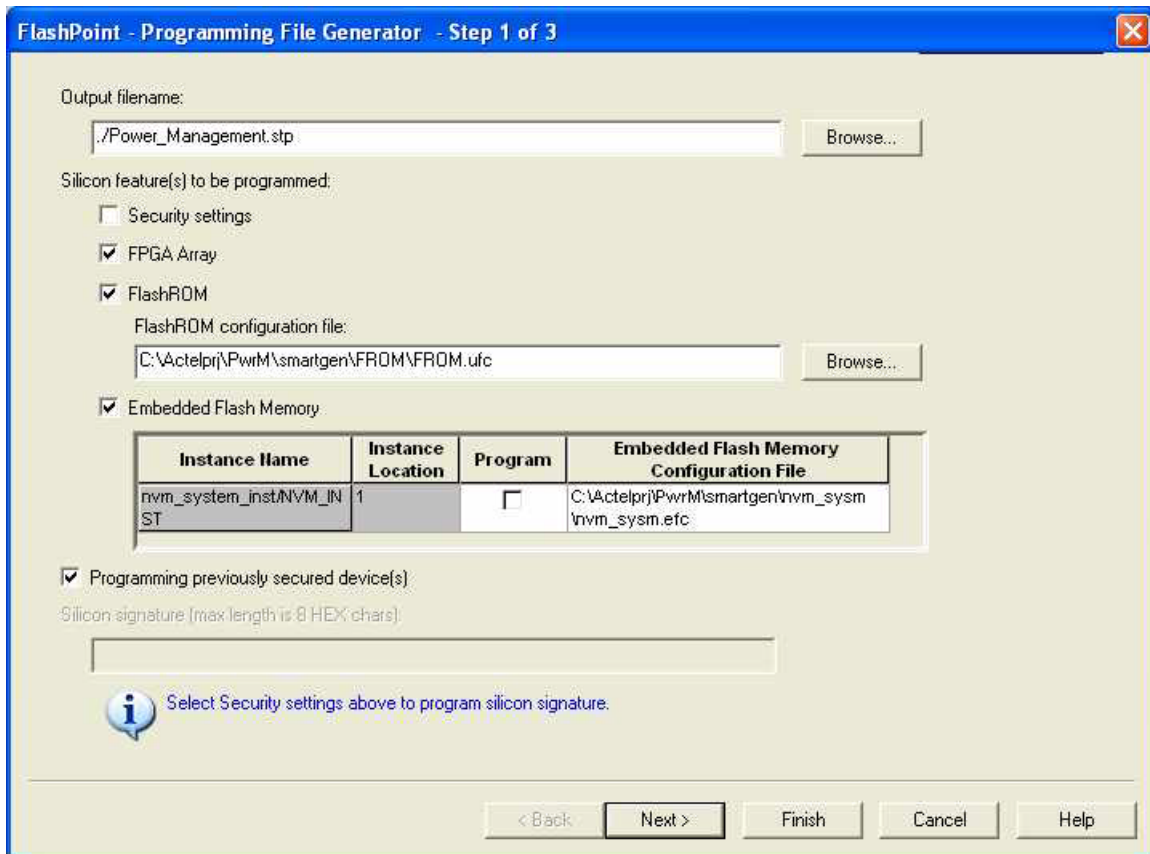 FlashPoint - Programming File Generator - Step 1 of 3
Output filename:
./Power_Management.stp
Browse...
Silicon feature(s) to be programmed:
Security settings
FPGA Array
FlashROM
FlashROM configuration file:
C:\Actelprj\PwrM\smartgen\FROM\FROM.ufc
Browse...
Embedded Flash Memory
Instance Name
Instance
Location
Program
Embedded Flash Memory
Configuration File
nvm_system_inst/NVM_IN
ST
1
C:\Actelprj\PwrM\smartgen\nvm_sysm
\nvm_sysm.efc
Programming previously secured device(s)
Silicon signature (max length is 8 HEX chars):
Select Security settings above to program silicon signature.
< Back
Next >
Finish
Cancel
Help